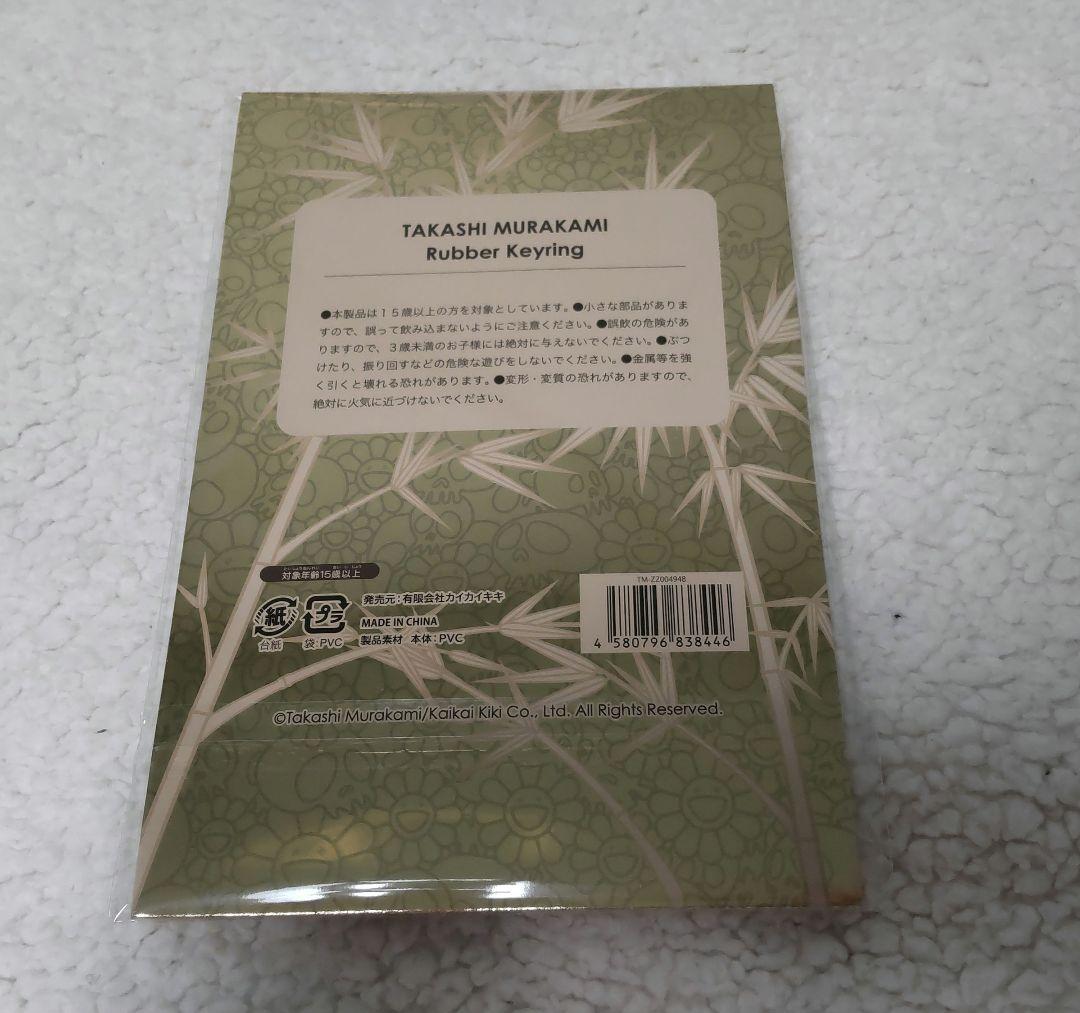 TAKASHI MURAKAMI
Rubber Keyring
●本製品は15歳以上の方を対象としています。●小さな部品がありま
すので、誤って飲み込まないようにご注意ください。●誤飲の危険があ
りますので、3歳未満のお子様には絶対に与えないでください。●ぶつ
けたり、振り回すなどの危険な遊びをしないでください。●金属等を強
く引くと壊れる恐れがあります。●変形・変質の恐れがありますので、
絶対に火気に近づけないでください。
対象年齢15歳以上
紙
台紙
プラ
袋:PVC
発売元:有限会社カイカイキキ
MADE IN CHINA
製品素材 本体:PVC
TM-ZZ004948
4 580796 838446
©Takashi Murakami/Kaikai Kiki Co., Ltd. All Rights Reserved.